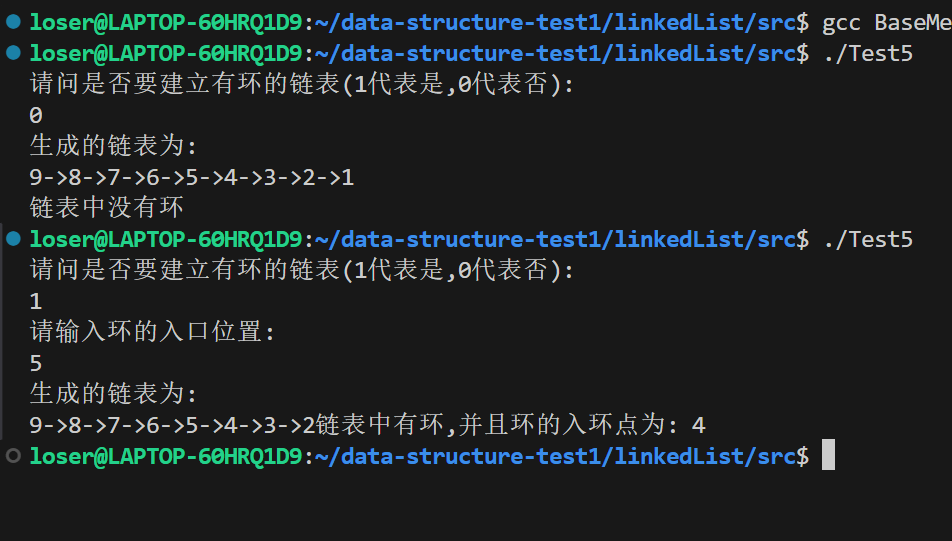 loser@LAPTOP-60HRQ1D9:~/data-structure-test1/linkedList/src$ gcc BaseMe
loser@LAPTOP-60HRQ1D9:~/data-structure-test1/linkedList/src$ ./Test5
请问是否要建立有环的链表(1代表是,0代表否):
0
生成的链表为:
9->8->7->6->5->4->3->2->1
链表中没有环
loser@LAPTOP-60HRQ1D9:~/data-structure-test1/linkedList/src$ ./Test5
请问是否要建立有环的链表(1代表是,0代表否):
1
请输入环的入口位置:
5
生成的链表为:
9->8->7->6->5->4->3->2链表中有环,并且环的入环点为: 4
loser@LAPTOP-60HRQ1D9:~/data-structure-test1/linkedList/src$